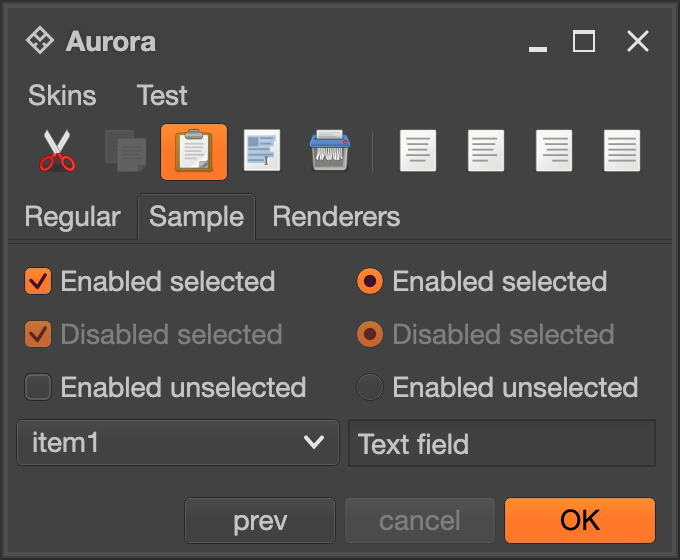 Aurora
Skins Test
Regular Sample Renderers
Enabled selected Enabled selected
Disabled selected Disabled selected
Enabled unselected Enabled unselected
item1 Text field
prev cancel OK